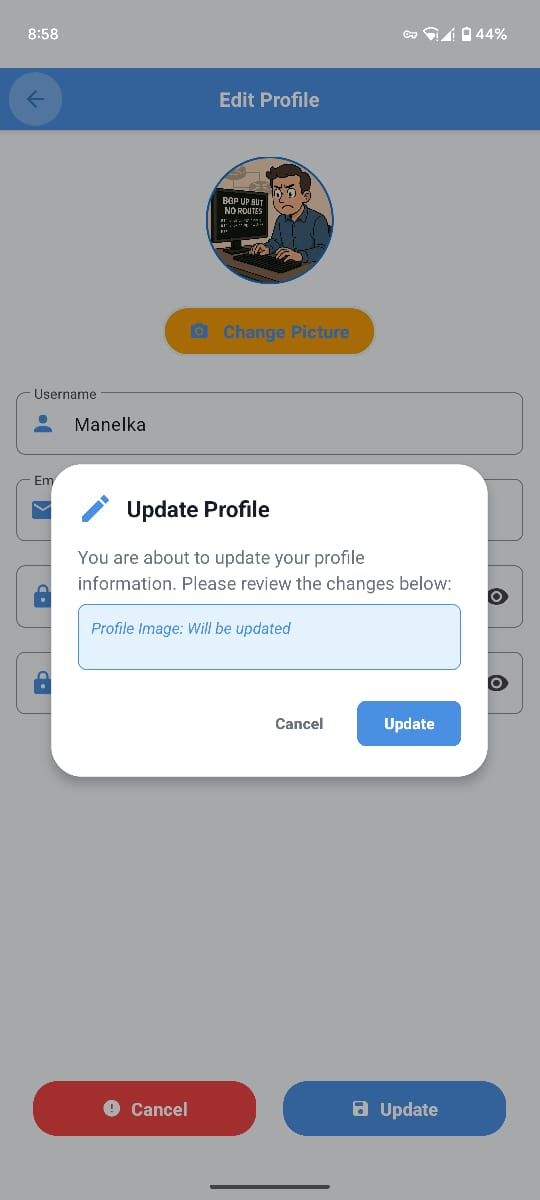 8:58
44%
Edit Profile
BGP UP BUT
NO ROUTES
Change Picture
Username
Manelka
Em
Update Profile
You are about to update your profile
information. Please review the changes below:
Profile Image: Will be updated
Cancel
Update
Cancel
Update